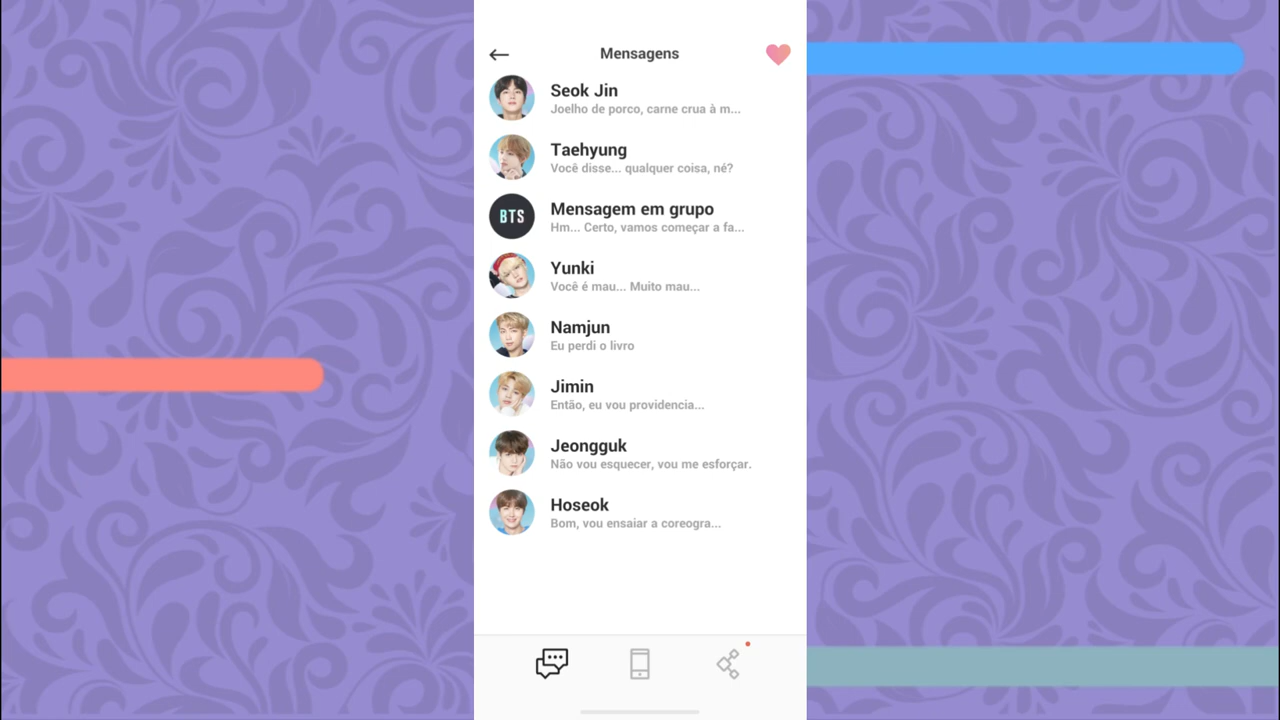 Mensagens
Seok Jin
Joelho de porco, carne crua à m...
Taehyung
Você disse... qualquer coisa, né?
BTS
Mensagem em grupo
Hm... Certo, vamos começar a fa...
Yunki
Você é mau... Muito mau...
Namjun
Eu perdi o livro
Jimin
Então, eu vou providencia...
Jeongguk
Não vou esquecer, vou me esforçar.
Hoseok
Bom, vou ensaiar a coreogra...